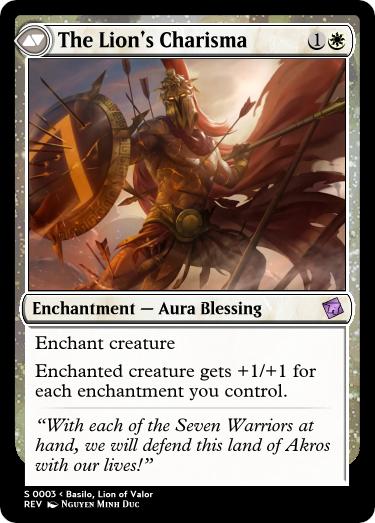 The Lion's Charisma 1
Enchantment — Aura Blessing
Enchant creature
Enchanted creature gets +1/+1 for
each enchantment you control.
“With each of the Seven Warriors at
hand, we will defend this land of Akros
with our lives!”
S 0003 < Basilo, Lion of Valor
REV Nguyen Minh Duc